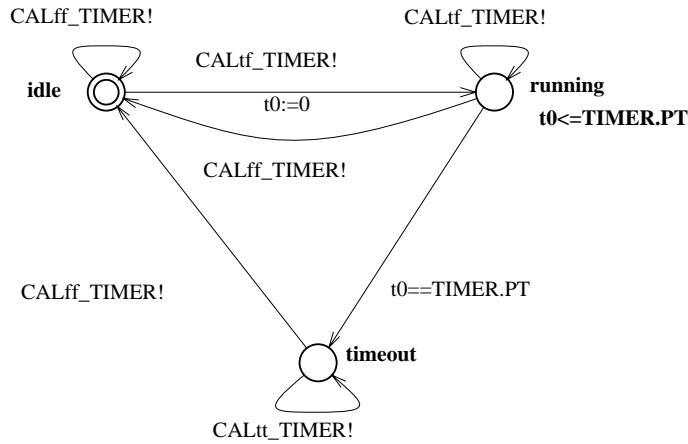 CALff_TIMER!
CALtf_TIMER!
CALtf_TIMER!
idle
running
t0:=0
t0<=TIMER.PT
CALff_TIMER!
CALff_TIMER!
t0==TIMER.PT
timeout
CALtt_TIMER!